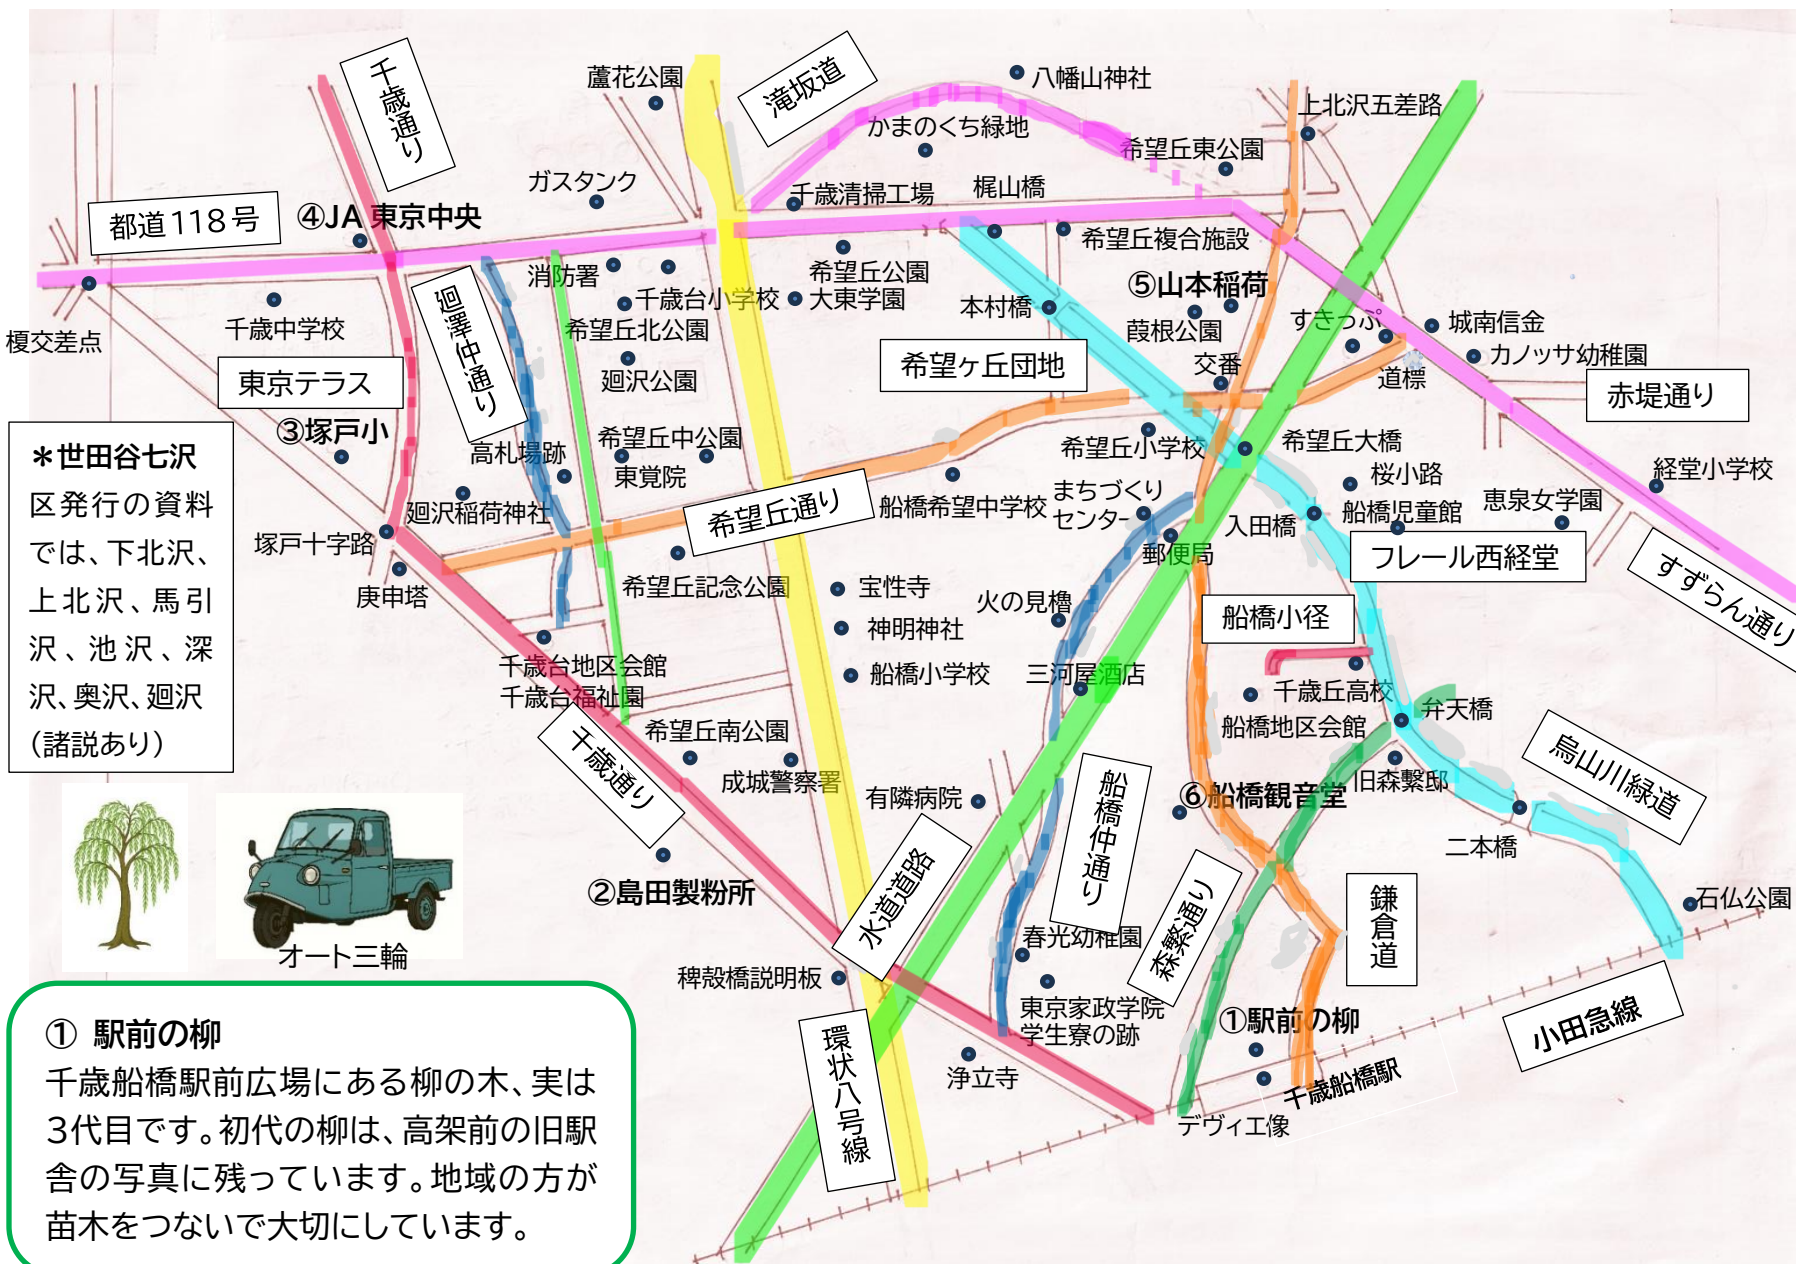 千歳通り
蘆花公園
滝坂道
八幡山神社
かまのくち緑地
上北沢五差路
希望丘東公園
ガスタンク
千歳清掃工場
梶山橋
都道118号
④JA 東京中央
希望丘複合施設
消防署
希望丘公園
千歳台小学校
大東学園
⑤山本稲荷
本村橋
廻澤仲通り
千歳中学校
希望丘北公園
葭根公園
すきっぷ
城南信金
榎交差点
カノッサ幼稚園
希望ヶ丘団地
交番
道標
東京テラス
廻沢公園
赤堤通り
③塚戸小
希望丘中公園
高札場跡
東覚院
希望丘小学校
希望丘大橋
桜小路
経堂小学校
*世田谷七沢
区発行の資料
では、下北沢、
上北沢、馬引
沢、池沢、深
沢、奥沢、廻沢
(諸説あり)
廻沢稲荷神社
希望丘通り
船橋希望中学校
まちづくり
センター
入田橋
船橋児童館
恵泉女学園
塚戸十字路
郵便局
フレール西経堂
すずらん通り
庚申塔
希望丘記念公園
宝性寺
火の見櫓
神明神社
船橋小径
千歳台地区会館
千歳台福祉園
船橋小学校
三河屋酒店
千歳丘高校
船橋地区会館
弁天橋
希望丘南公園
千歳通り
成城警察署
有隣病院
船橋仲通り
⑥船橋観音堂
旧森繁邸
烏山川緑道
二本橋
②島田製粉所
水道道路
森繁通り
鎌倉道
石仏公園
オート三輪
稗殻橋説明板
春光幼稚園
東京家政学院
学生寮の跡
①駅前の柳
小田急線
環状八号線
浄立寺
千歳船橋駅
デヴィ工像
① 駅前の柳
千歳船橋駅前広場にある柳の木、実は
3代目です。初代の柳は、高架前の旧駅
舎の写真に残っています。地域の方が
苗木をつないで大切にしています。